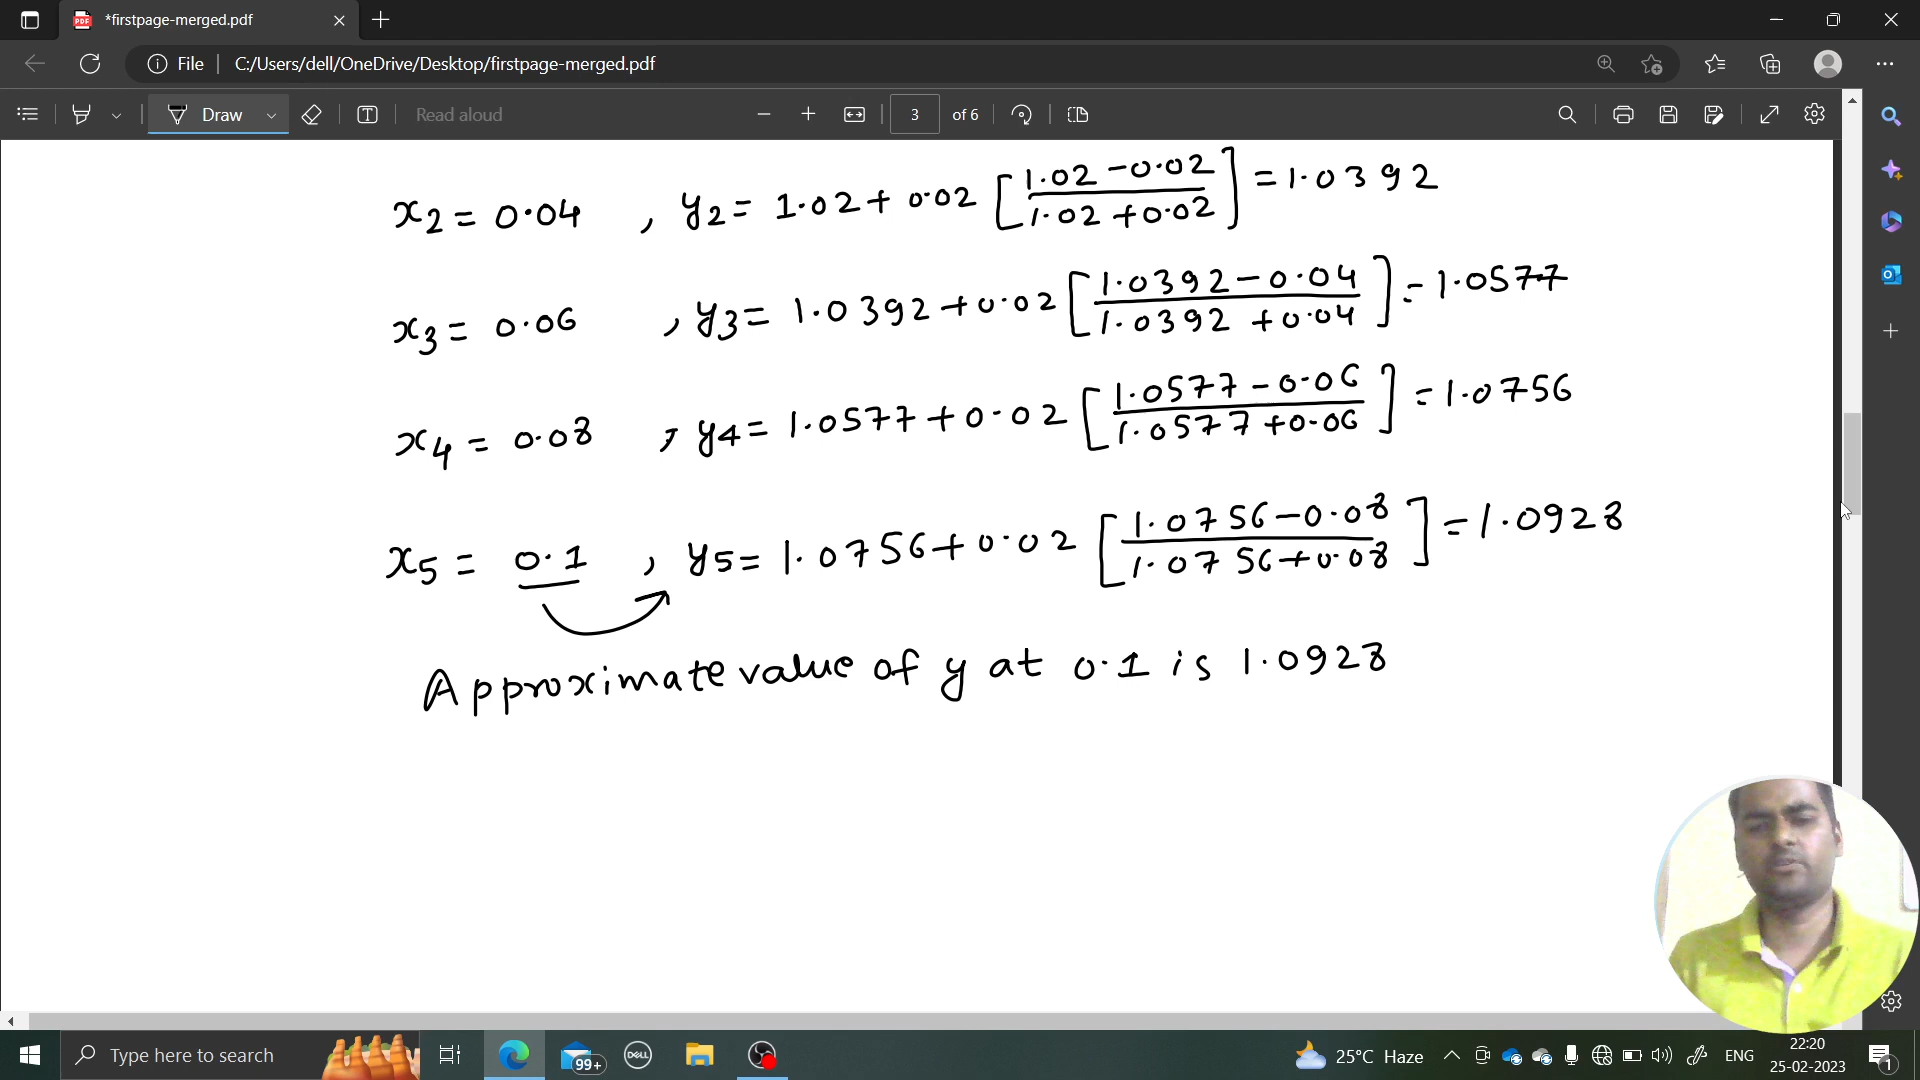 *firstpage-merged.pdf
File C:/Users/dell/OneDrive/Desktop/firstpage-merged.pdf
Draw Read aloud 3 of 6
x2 = 0.04 , y2 = 1.02 + 0.02 [ (1.02 - 0.02) / (1.02 + 0.02) ] = 1.0392
x3 = 0.06 , y3 = 1.0392 + 0.02 [ (1.0392 - 0.04) / (1.0392 + 0.04) ] = 1.0577
x4 = 0.08 , y4 = 1.0577 + 0.02 [ (1.0577 - 0.06) / (1.0577 + 0.06) ] = 1.0756
x5 = 0.1 , y5 = 1.0756 + 0.02 [ (1.0756 - 0.08) / (1.0756 + 0.08) ] = 1.0928
Approximate value of y at 0.1 is 1.0928
Type here to search 99+ DELL 25°C Haze ENG 22:20
25-02-2023 1